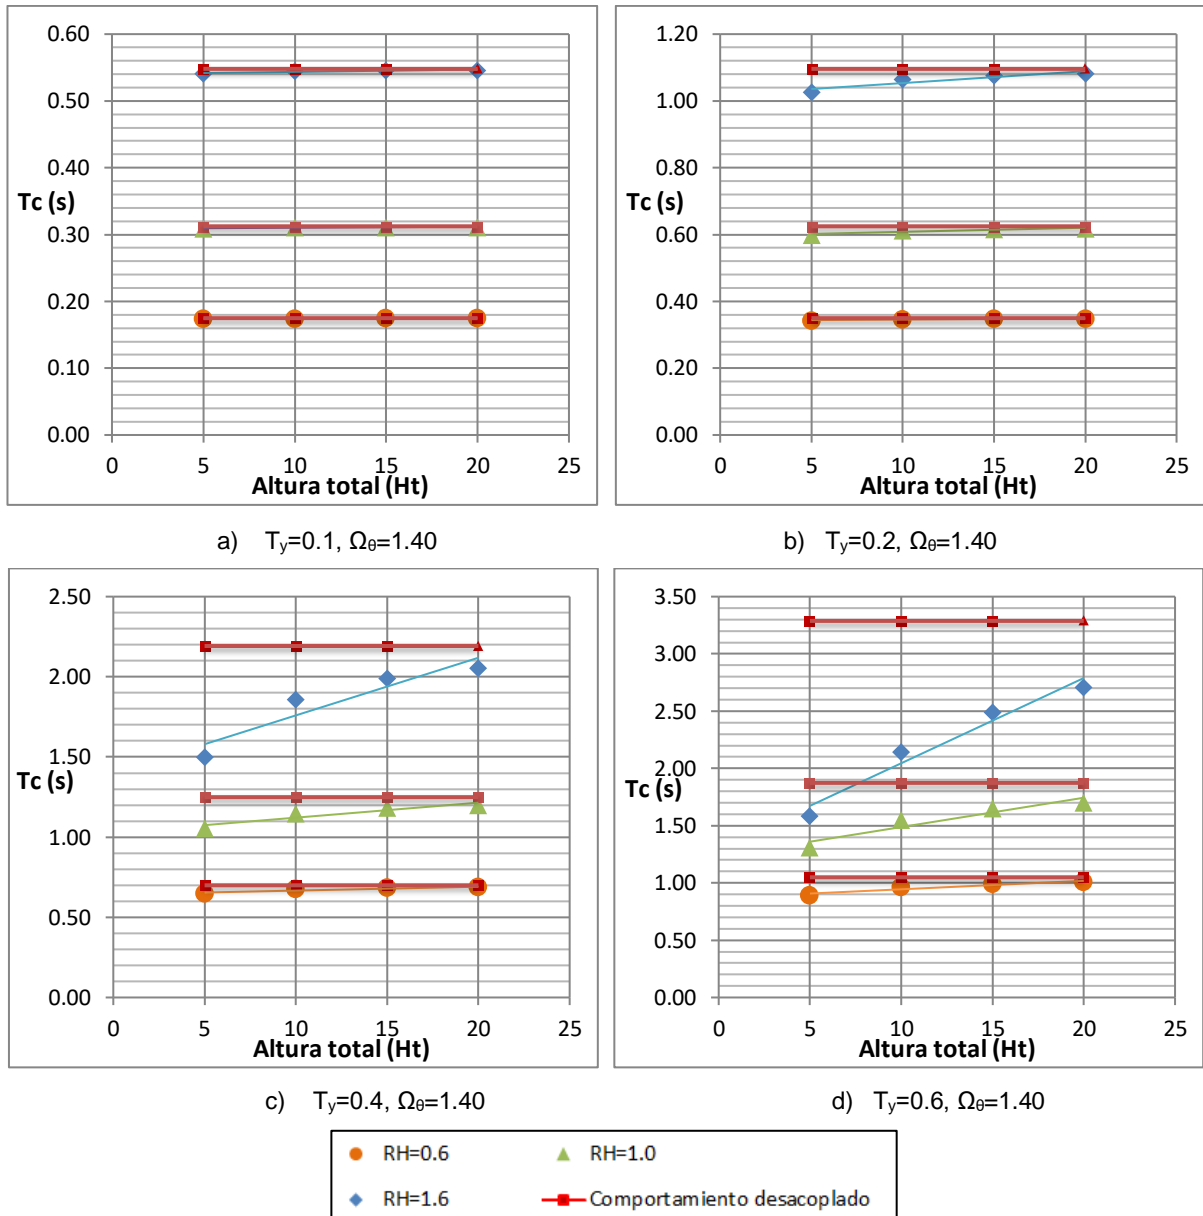 0.60
0.50
0.40
0.30
0.20
0.10
0.00
Tc (s)
0 5 10 15 20 25
Altura total (Ht)
1.20
1.00
0.80
0.60
0.40
0.20
0.00
Tc (s)
0 5 10 15 20 25
Altura total (Ht)
a) Ty=0.1, Ωθ=1.40
b) Ty=0.2, Ωθ=1.40
2.50
2.00
1.50
1.00
0.50
0.00
Tc (s)
0 5 10 15 20 25
Altura total (Ht)
3.50
3.00
2.50
2.00
1.50
1.00
0.50
0.00
Tc (s)
0 5 10 15 20 25
Altura total (Ht)
c) Ty=0.4, Ωθ=1.40
d) Ty=0.6, Ωθ=1.40
RH=0.6 RH=1.0
RH=1.6 Comportamiento desacoplado